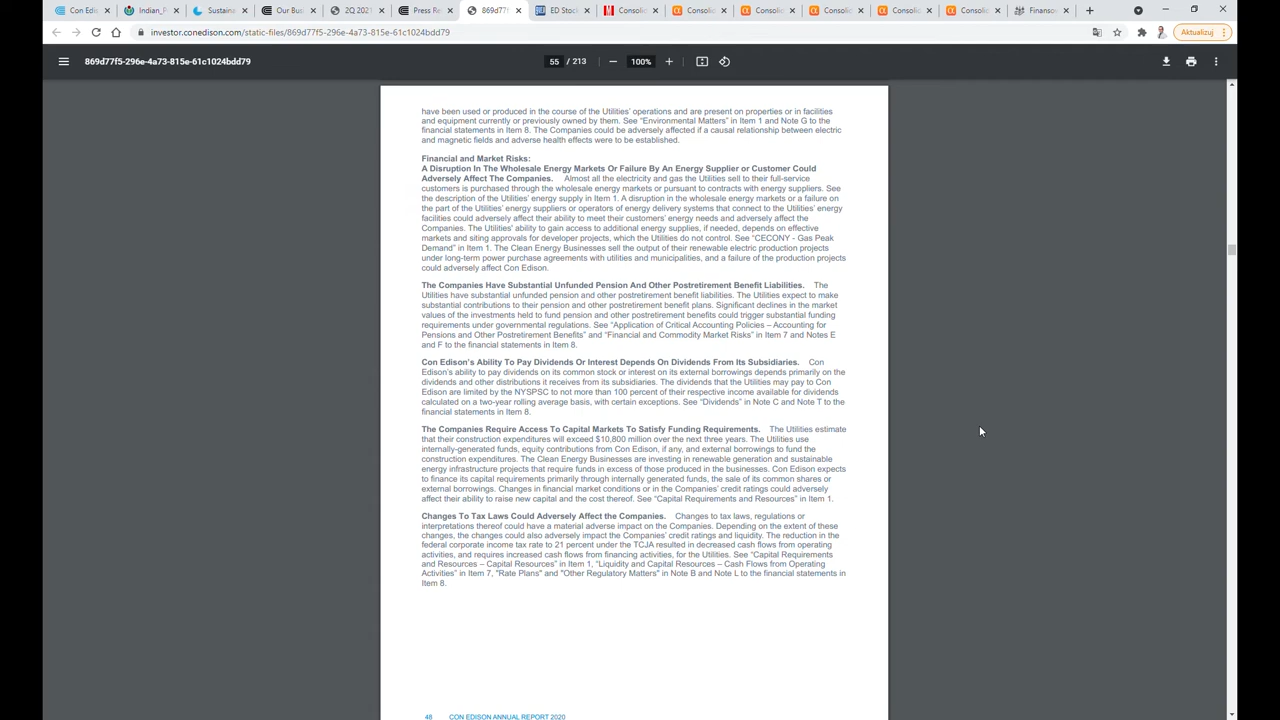 Con Edi
Indian_P
Sustaina
Our Bus
2Q 2021
Press Re
869d77f
ED Stoc
Consoli
Consoli
Consoli
Consoli
Consoli
Consoli
Finanso
investor.conedison.com/static-files/869d77f5-296e-4a73-815e-61c1024bdd79
Aktualizuj
869d77f5-296e-4a73-815e-61c1024bdd79
55 / 213
100%
have been used or produced in the course of the Utilities' operations and are present on properties or in facilities
and equipment currently or previously owned by them. See "Environmental Matters" in Item 1 and Note G to the
financial statements in Item 8. The Companies could be adversely affected if a causal relationship between electric
and magnetic fields and adverse health effects were to be established.
Financial and Market Risks:
A Disruption In The Wholesale Energy Markets Or Failure By An Energy Supplier or Customer Could
Adversely Affect The Companies. Almost all the electricity and gas the Utilities sell to their full-service
customers is purchased through the wholesale energy markets or pursuant to contracts with energy suppliers. See
the description of the Utilities' energy supply in Item 1. A disruption in the wholesale energy markets or a failure on
the part of the Utilities' energy suppliers or operators of energy delivery systems that connect to the Utilities' energy
facilities could adversely affect their ability to meet their customers' energy needs and adversely affect the
Companies. The Utilities' ability to gain access to additional energy supplies, if needed, depends on effective
markets and siting approvals for developer projects, which the Utilities do not control. See "CECONY - Gas Peak
Demand" in Item 1. The Clean Energy Businesses sell the output of their renewable electric production projects
under long-term power purchase agreements with utilities and municipalities, and a failure of the production projects
could adversely affect Con Edison.
The Companies Have Substantial Unfunded Pension And Other Postretirement Benefit Liabilities. The
Utilities have substantial unfunded pension and other postretirement benefit liabilities. The Utilities expect to make
substantial contributions to their pension and other postretirement benefit plans. Significant declines in the market
values of the investments held to fund pension and other postretirement benefits could trigger substantial funding
requirements under governmental regulations. See "Application of Critical Accounting Policies – Accounting for
Pensions and Other Postretirement Benefits" and "Financial and Commodity Market Risks" in Item 7 and Notes E
and F to the financial statements in Item 8.
Con Edison's Ability To Pay Dividends Or Interest Depends On Dividends From Its Subsidiaries. Con
Edison's ability to pay dividends on its common stock or interest on its external borrowings depends primarily on the
dividends and other distributions it receives from its subsidiaries. The dividends that the Utilities may pay to Con
Edison are limited by the NYSPSC to not more than 100 percent of their respective income available for dividends
calculated on a two-year rolling average basis, with certain exceptions. See "Dividends" in Note C and Note T to the
financial statements in Item 8.
The Companies Require Access To Capital Markets To Satisfy Funding Requirements. The Utilities estimate
that their construction expenditures will exceed $10,800 million over the next three years. The Utilities use
internally-generated funds, equity contributions from Con Edison, if any, and external borrowings to fund the
construction expenditures. The Clean Energy Businesses are investing in renewable generation and sustainable
energy infrastructure projects that require funds in excess of those produced in the businesses. Con Edison expects
to finance its capital requirements primarily through internally generated funds, the sale of its common shares or
external borrowings. Changes in financial market conditions or in the Companies' credit ratings could adversely
affect their ability to raise new capital and the cost thereof. See "Capital Requirements and Resources" in Item 1.
Changes To Tax Laws Could Adversely Affect the Companies. Changes to tax laws, regulations or
interpretations thereof could have a material adverse impact on the Companies. Depending on the extent of these
changes, the changes could also adversely impact the Companies' credit ratings and liquidity. The reduction in the
federal corporate income tax rate to 21 percent under the TCJA resulted in decreased cash flows from operating
activities, and requires increased cash flows from financing activities, for the Utilities. See "Capital Requirements
and Resources – Capital Resources" in Item 1, "Liquidity and Capital Resources – Cash Flows from Operating
Activities" in Item 7, "Rate Plans" and "Other Regulatory Matters" in Note B and Note L to the financial statements in
Item 8.
48 CON EDISON ANNUAL REPORT 2020